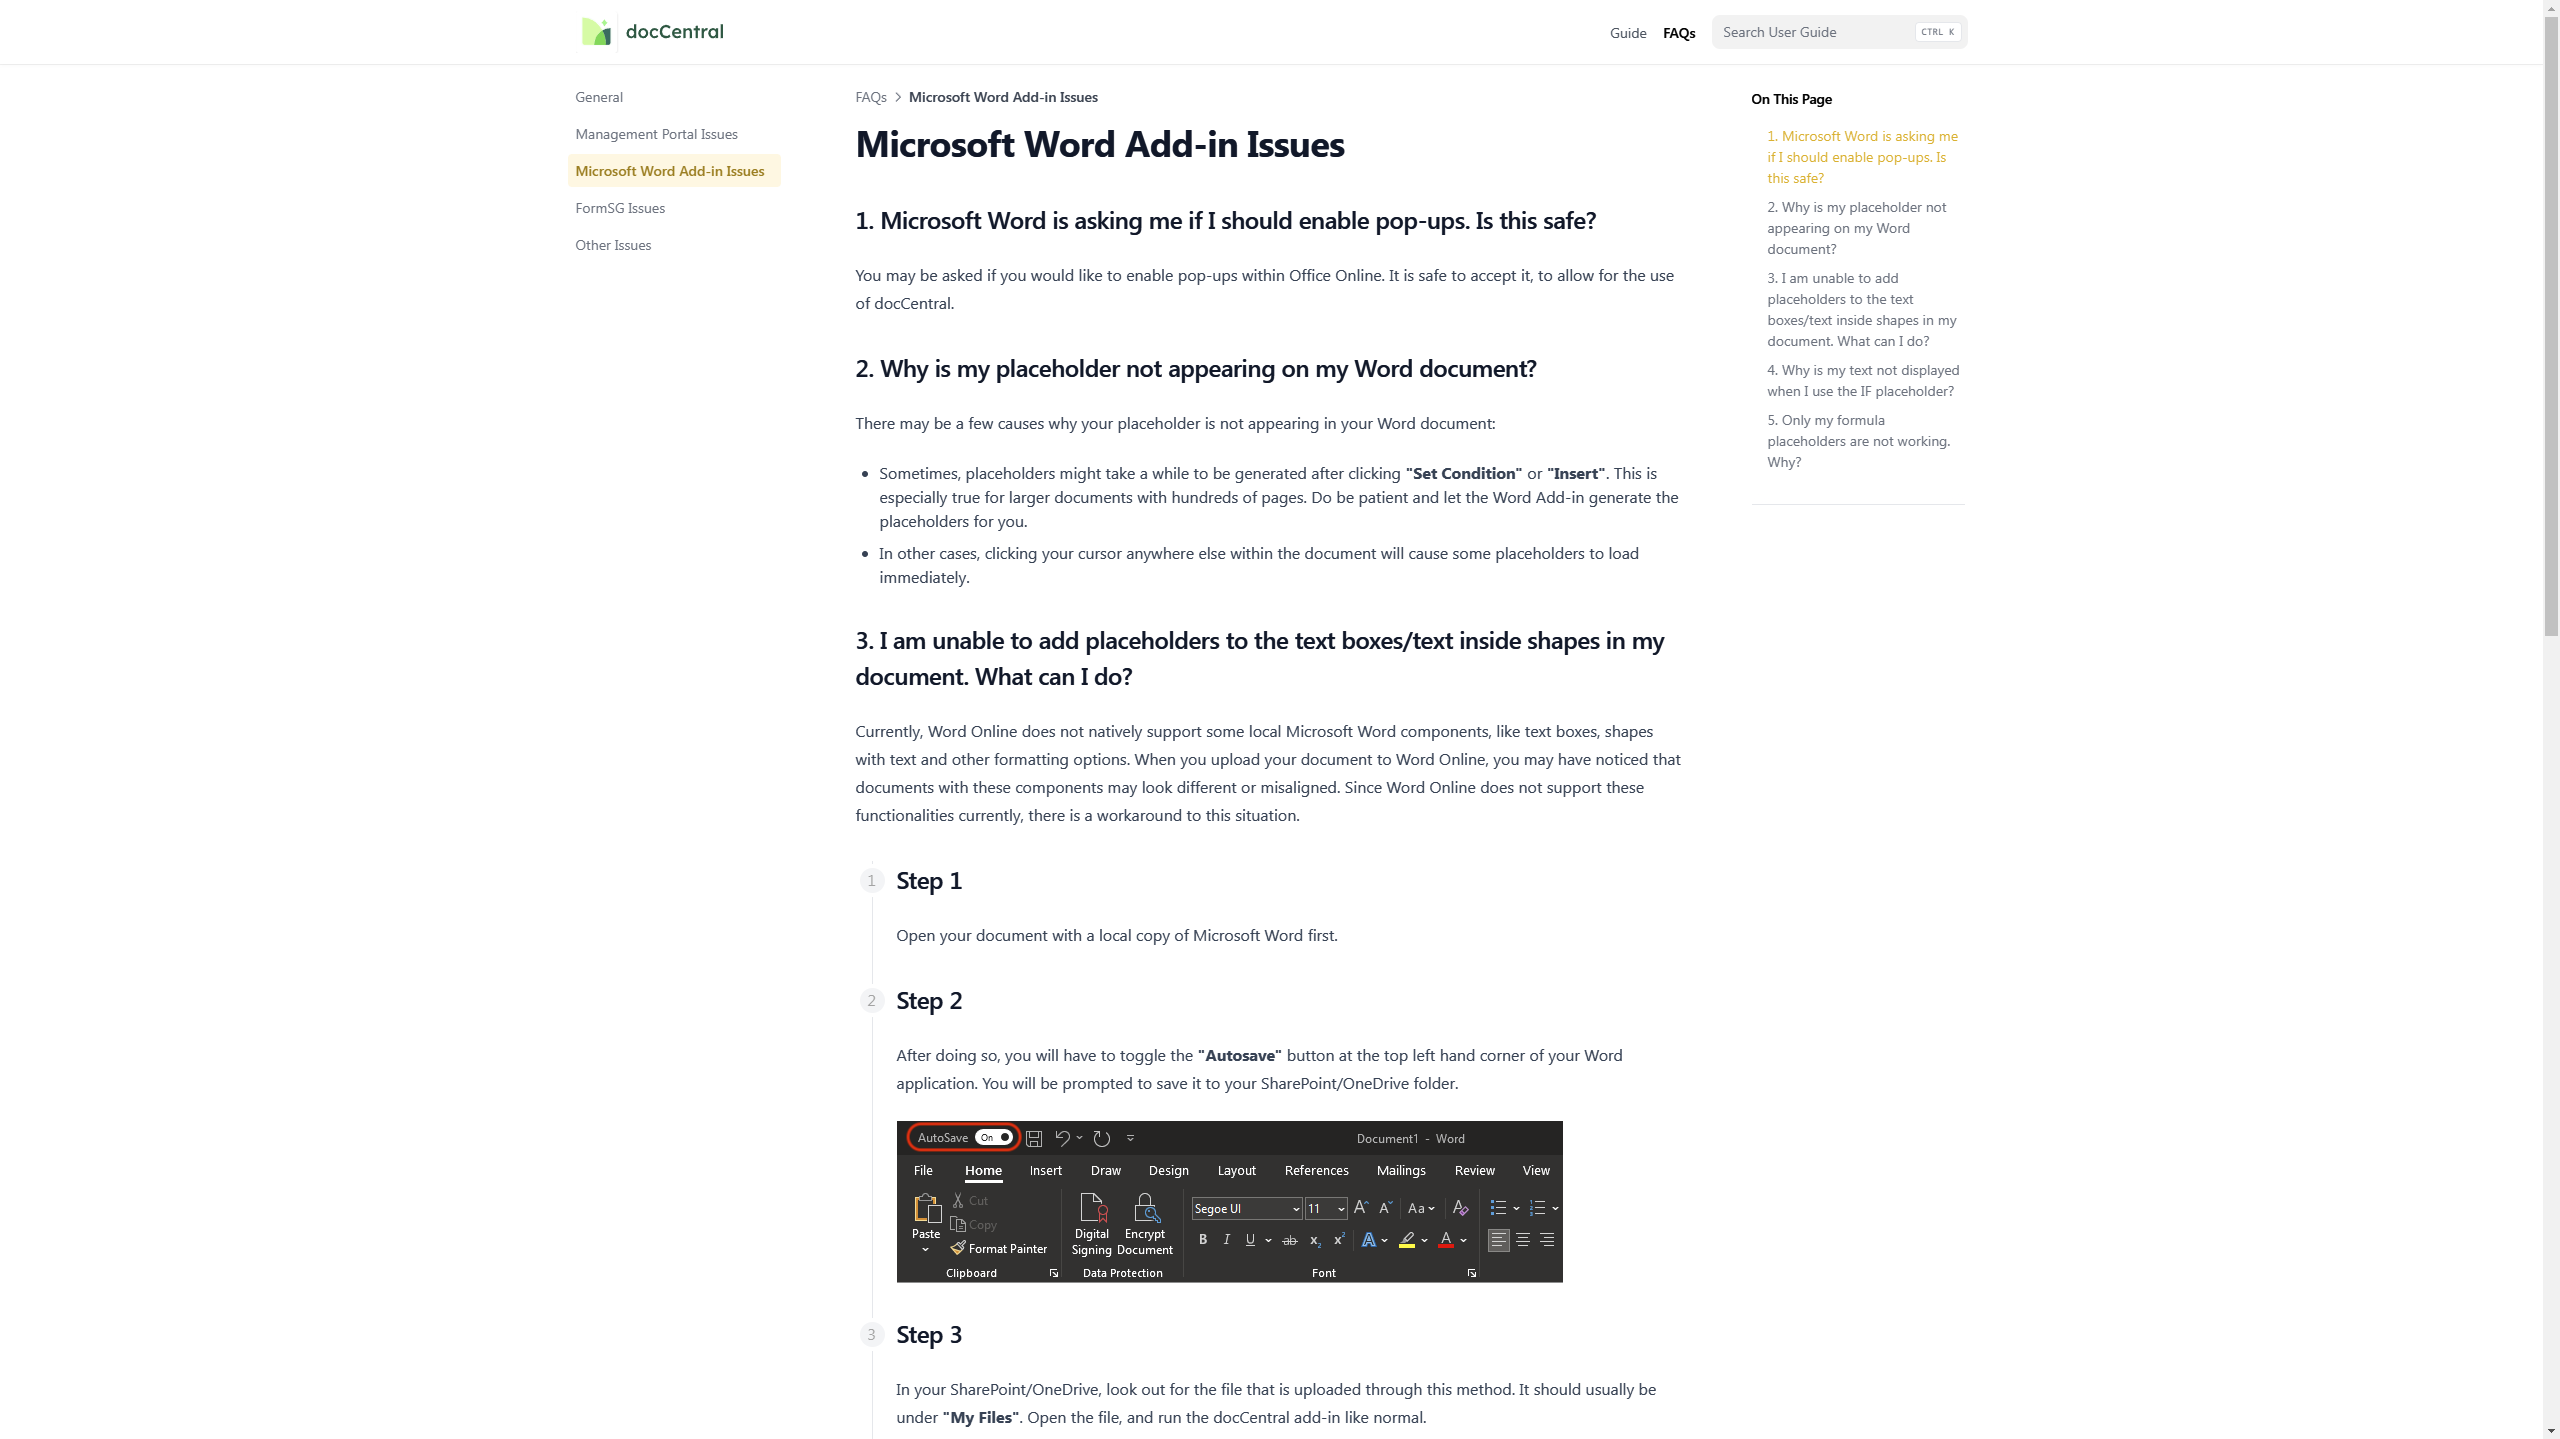 docCentral
Guide
FAQs
Search User Guide
CTRL K
General
Management Portal Issues
Microsoft Word Add-in Issues
FormSG Issues
Other Issues
FAQs
Microsoft Word Add-in Issues
Microsoft Word Add-in Issues
1. Microsoft Word is asking me if I should enable pop-ups. Is this safe?
You may be asked if you would like to enable pop-ups within Office Online. It is safe to accept it, to allow for the use
of docCentral.
2. Why is my placeholder not appearing on my Word document?
There may be a few causes why your placeholder is not appearing in your Word document:
Sometimes, placeholders might take a while to be generated after clicking "Set Condition" or "Insert". This is
especially true for larger documents with hundreds of pages. Do be patient and let the Word Add-in generate the
placeholders for you.
In other cases, clicking your cursor anywhere else within the document will cause some placeholders to load
immediately.
3. I am unable to add placeholders to the text boxes/text inside shapes in my
document. What can I do?
Currently, Word Online does not natively support some local Microsoft Word components, like text boxes, shapes
with text and other formatting options. When you upload your document to Word Online, you may have noticed that
documents with these components may look different or misaligned. Since Word Online does not support these
functionalities currently, there is a workaround to this situation.
1
Step 1
Open your document with a local copy of Microsoft Word first.
2
Step 2
After doing so, you will have to toggle the "Autosave" button at the top left hand corner of your Word
application. You will be prompted to save it to your SharePoint/OneDrive folder.
AutoSave On
Document1 - Word
File Home Insert Draw Design Layout References Mailings Review View
Paste
Cut
Copy
Format Painter
Clipboard
Digital
Signing
Encrypt
Document
Data Protection
Segoe UI
11
Aa
B I U ab x₂ x² A A
Font
3
Step 3
In your SharePoint/OneDrive, look out for the file that is uploaded through this method. It should usually be
under "My Files". Open the file, and run the docCentral add-in like normal.
On This Page
1. Microsoft Word is asking me
if I should enable pop-ups. Is
this safe?
2. Why is my placeholder not
appearing on my Word
document?
3. I am unable to add
placeholders to the text
boxes/text inside shapes in my
document. What can I do?
4. Why is my text not displayed
when I use the IF placeholder?
5. Only my formula
placeholders are not working.
Why?